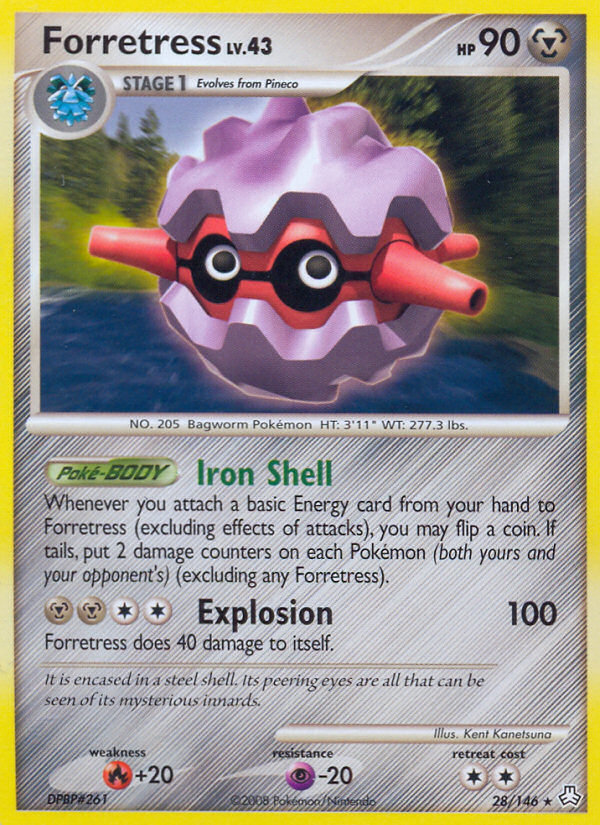 Forretress LV.43
HP 90
STAGE 1 Evolves from Pineco
NO. 205 Bagworm Pokémon HT: 3'11" WT: 277.3 lbs.
Poké-BODY Iron Shell
Whenever you attach a basic Energy card from your hand to
Forretress (excluding effects of attacks), you may flip a coin. If
tails, put 2 damage counters on each Pokémon (both yours and
your opponent's) (excluding any Forretress).
Explosion 100
Forretress does 40 damage to itself.
It is encased in a steel shell. Its peering eyes are all that can be
seen of its mysterious innards.
Illus. Kent Kanetsuna
weakness resistance retreat cost
+20 -20
DPBP#261 ©2008 Pokémon/Nintendo 28/146 ★